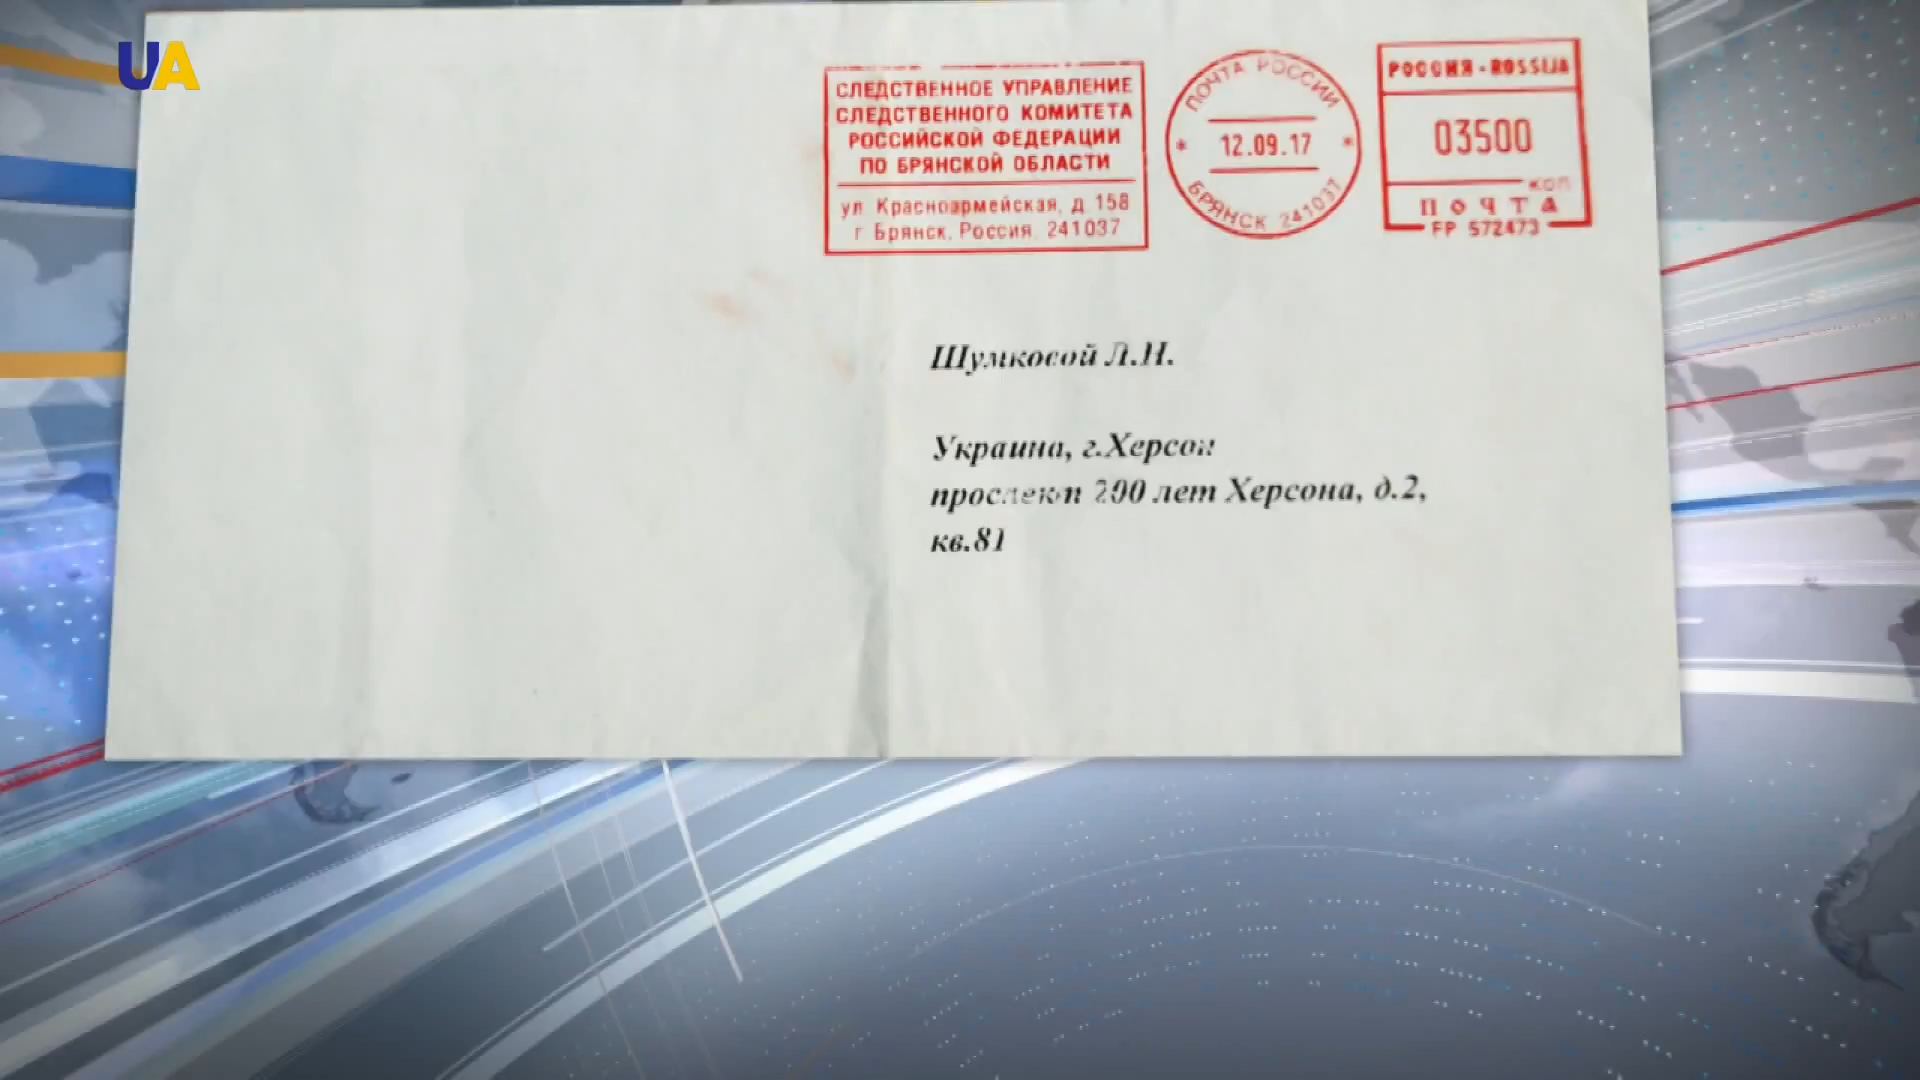 UA
СЛЕДСТВЕННОЕ УПРАВЛЕНИЕ
СЛЕДСТВЕННОГО КОМИТЕТА
РОССИЙСКОЙ ФЕДЕРАЦИИ
ПО БРЯНСКОЙ ОБЛАСТИ
ул Красноармейская, д 158
г Брянск, Россия, 241037
ПОЧТА РОССИИ
* 12.09.17 *
БРЯНСК 241037
РОССИЯ - ROSSIJA
03500
коп
ПОЧТА
FP 572473
Шумковой Л.Н.
Украина, г.Херсон
проспект 200 лет Херсона, д.2,
кв.81